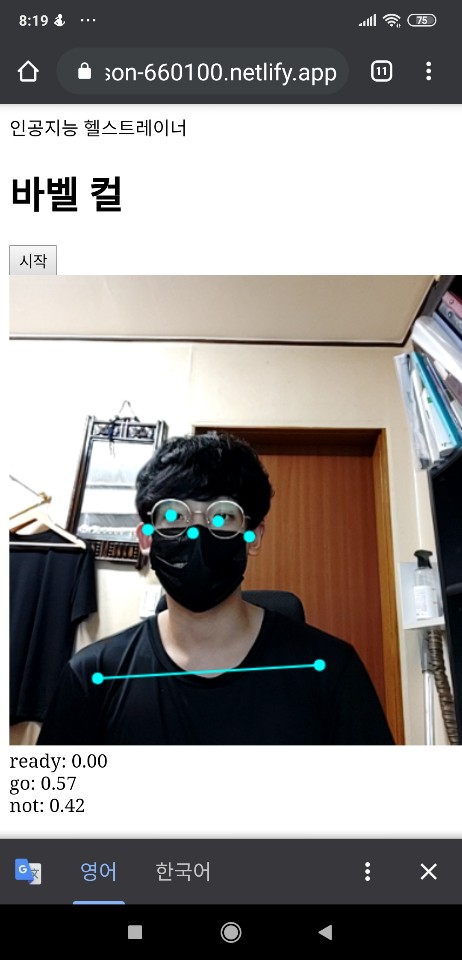 8:19
75
son-660100.netlify.app
11
인공지능 헬스트레이너
바벨 컬
시작
ready: 0.00
go: 0.57
not: 0.42
영어
한국어